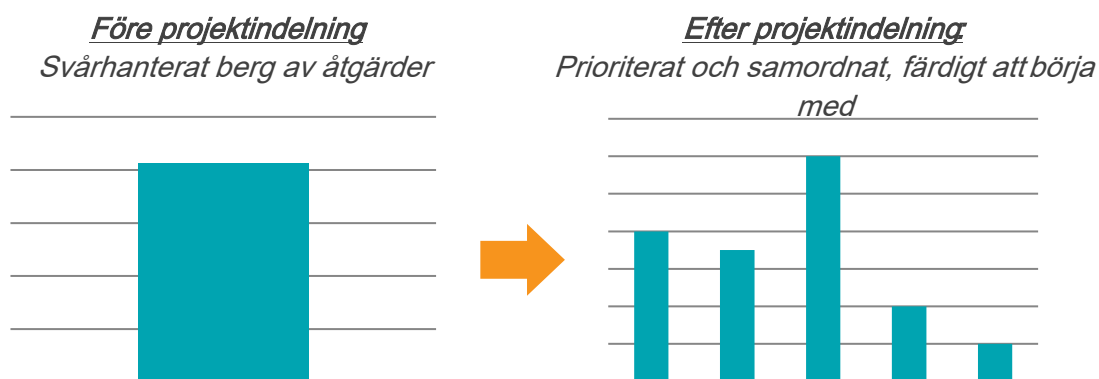 Före projektindelning
Svårhanterat berg av åtgärder
Efter projektindelning:
Prioriterat och samordnat, färdigt att börja
med